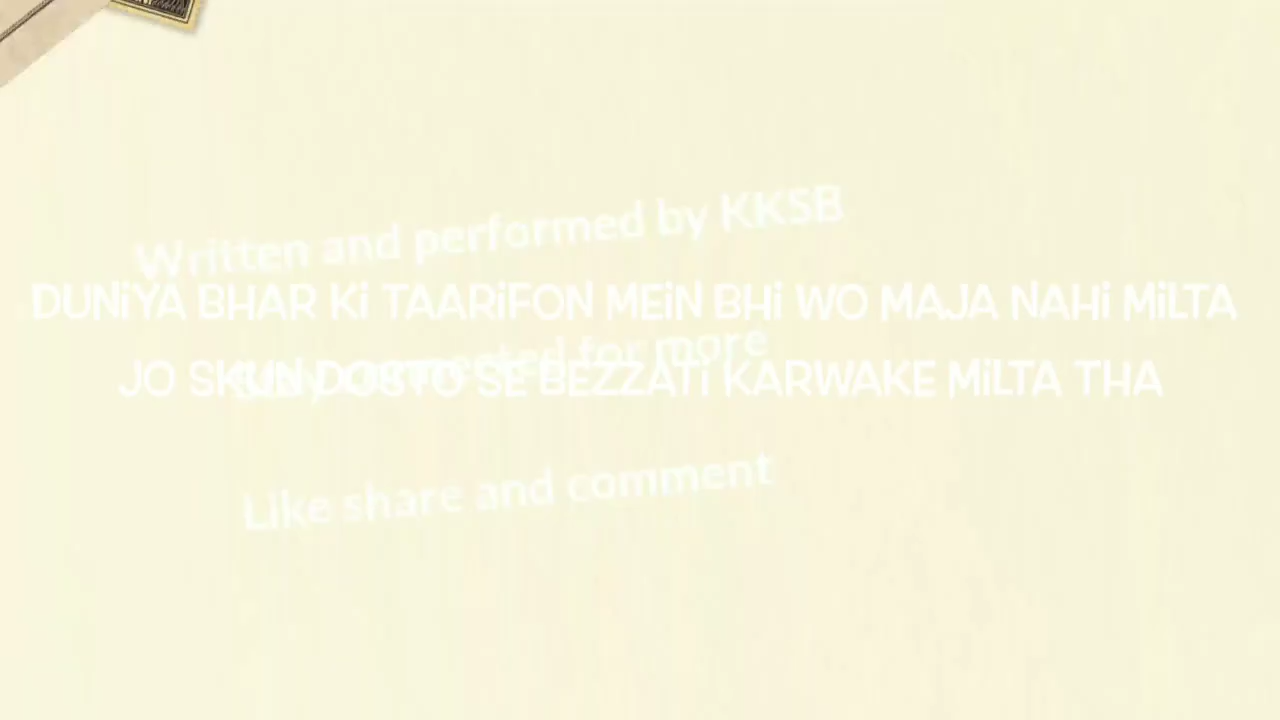 Written and performed by KKSB
DUNiYA BHAR Ki TAARiFON MEiN BHi WO MAJA NAHi MiLTA
Stay connected for more
JO SKUN DOSTO SE BEZZATi KARWAKE MiLTA THA
Like share and comment